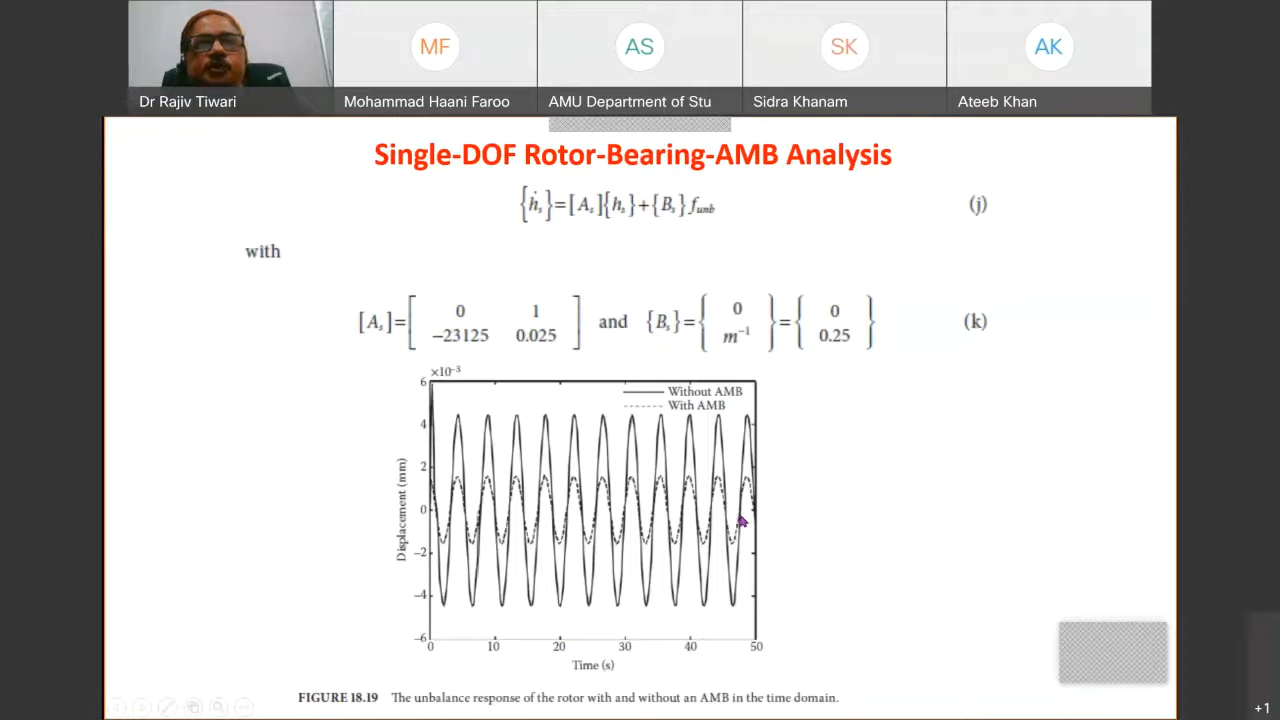 MF
AS
SK
AK
Dr Rajiv Tiwari
Mohammad Haani Faroo
AMU Department of Stu
Sidra Khanam
Ateeb Khan
Single-DOF Rotor-Bearing-AMB Analysis
{ḣₛ}=[Aₛ]{hₛ}+{Bₛ}fᵤₙb (j)
with
[Aₛ]=[0 1; −23125 0.025] and {Bₛ}={0; m⁻¹}={0; 0.25} (k)
×10⁻³
6
Without AMB
With AMB
4
2
0
−2
−4
−6
Displacement (mm)
0 10 20 30 40 50
Time (s)
FIGURE 18.19 The unbalance response of the rotor with and without an AMB in the time domain.
+1